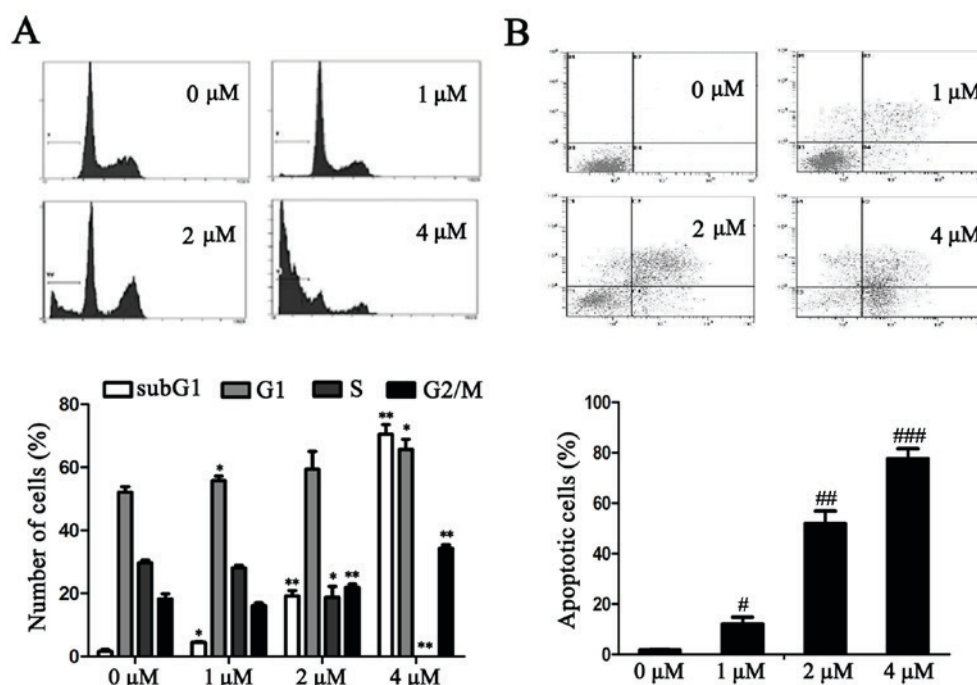 A
B
0 μM
1 μM
2 μM
4 μM
0 μM
1 μM
2 μM
4 μM
subG1 G1 S G2/M
Number of cells (%)
80
60
40
20
0
* * ** * ** ** * ** **
0 μM 1 μM 2 μM 4 μM
Apoptotic cells (%)
100
80
60
40
20
0
# ## ###
0 μM 1 μM 2 μM 4 μM